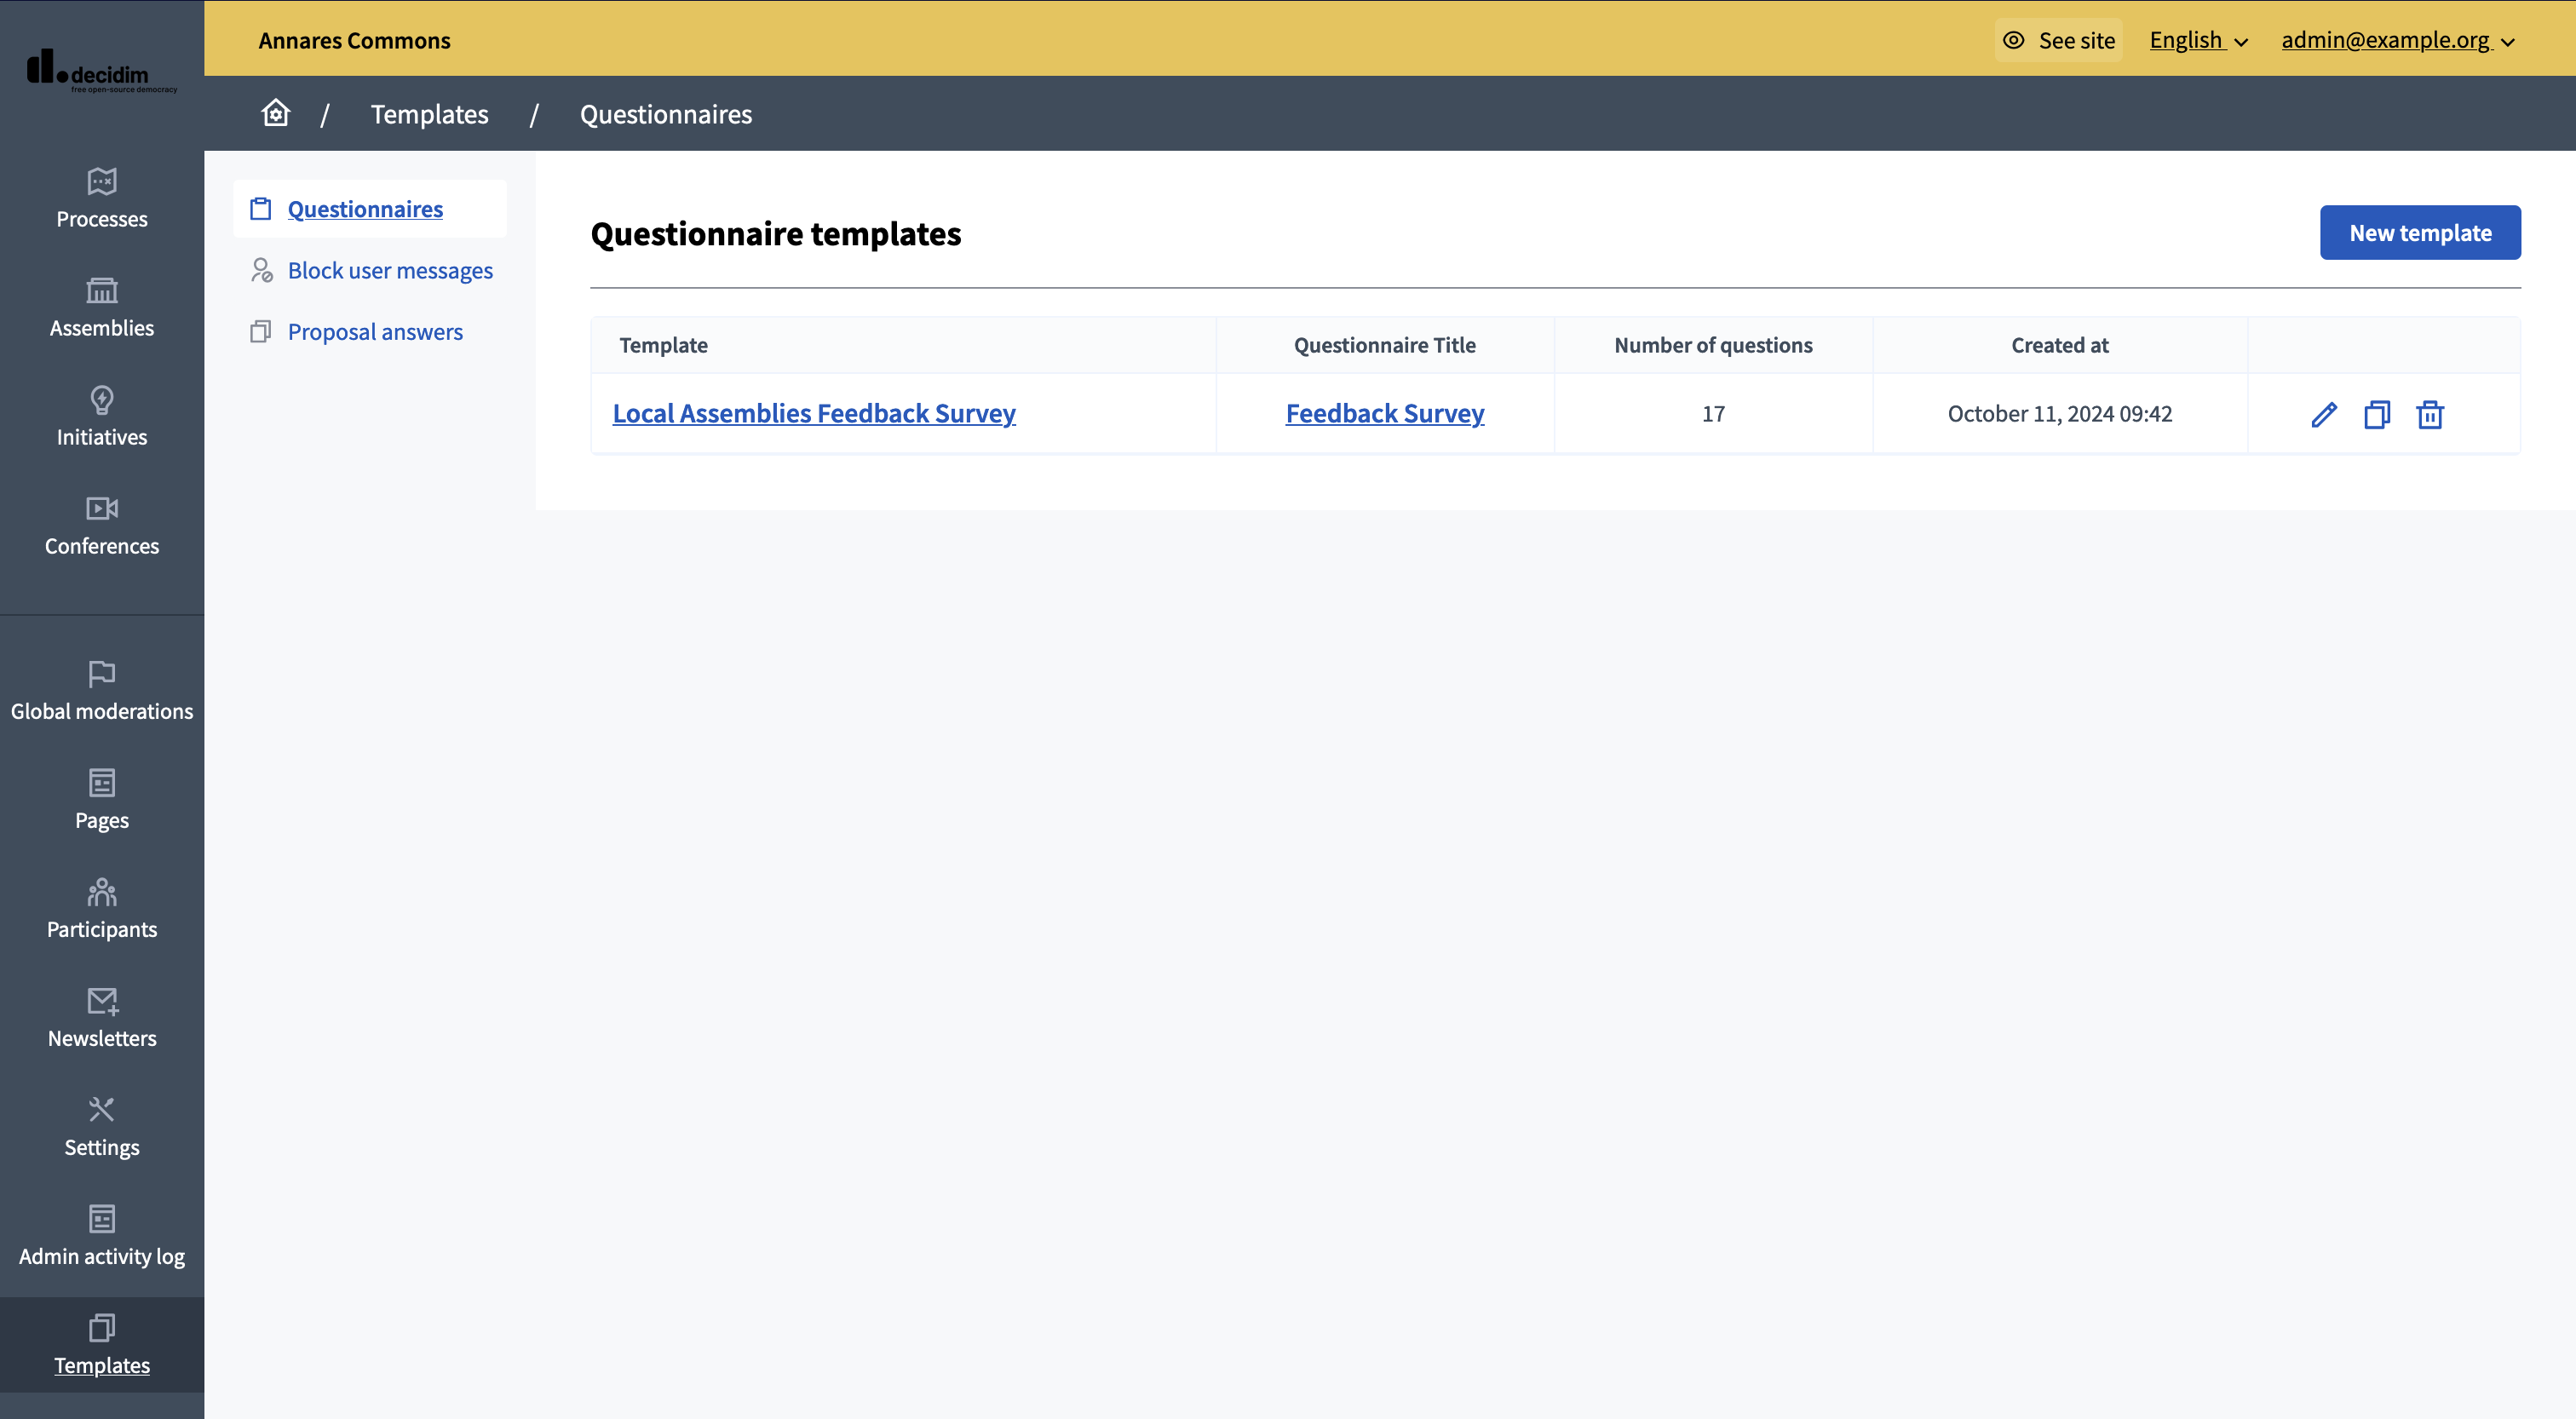 decidim
free open-source democracy
Annares Commons
See site
English
admin@example.org
/ Templates / Questionnaires
Processes
Assemblies
Initiatives
Conferences
Global moderations
Pages
Participants
Newsletters
Settings
Admin activity log
Templates
Questionnaires
Block user messages
Proposal answers
Questionnaire templates
New template
Template Questionnaire Title Number of questions Created at
Local Assemblies Feedback Survey Feedback Survey 17 October 11, 2024 09:42